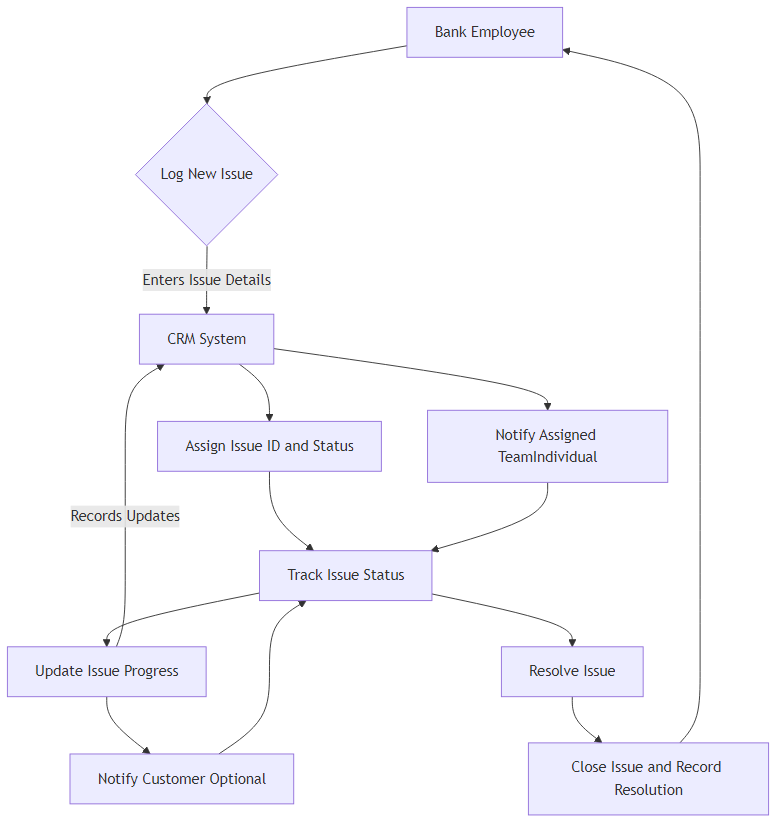 Bank Employee
Log New Issue
Enters Issue Details
CRM System
Assign Issue ID and Status
Notify Assigned
TeamIndividual
Records Updates
Track Issue Status
Update Issue Progress
Resolve Issue
Notify Customer Optional
Close Issue and Record
Resolution